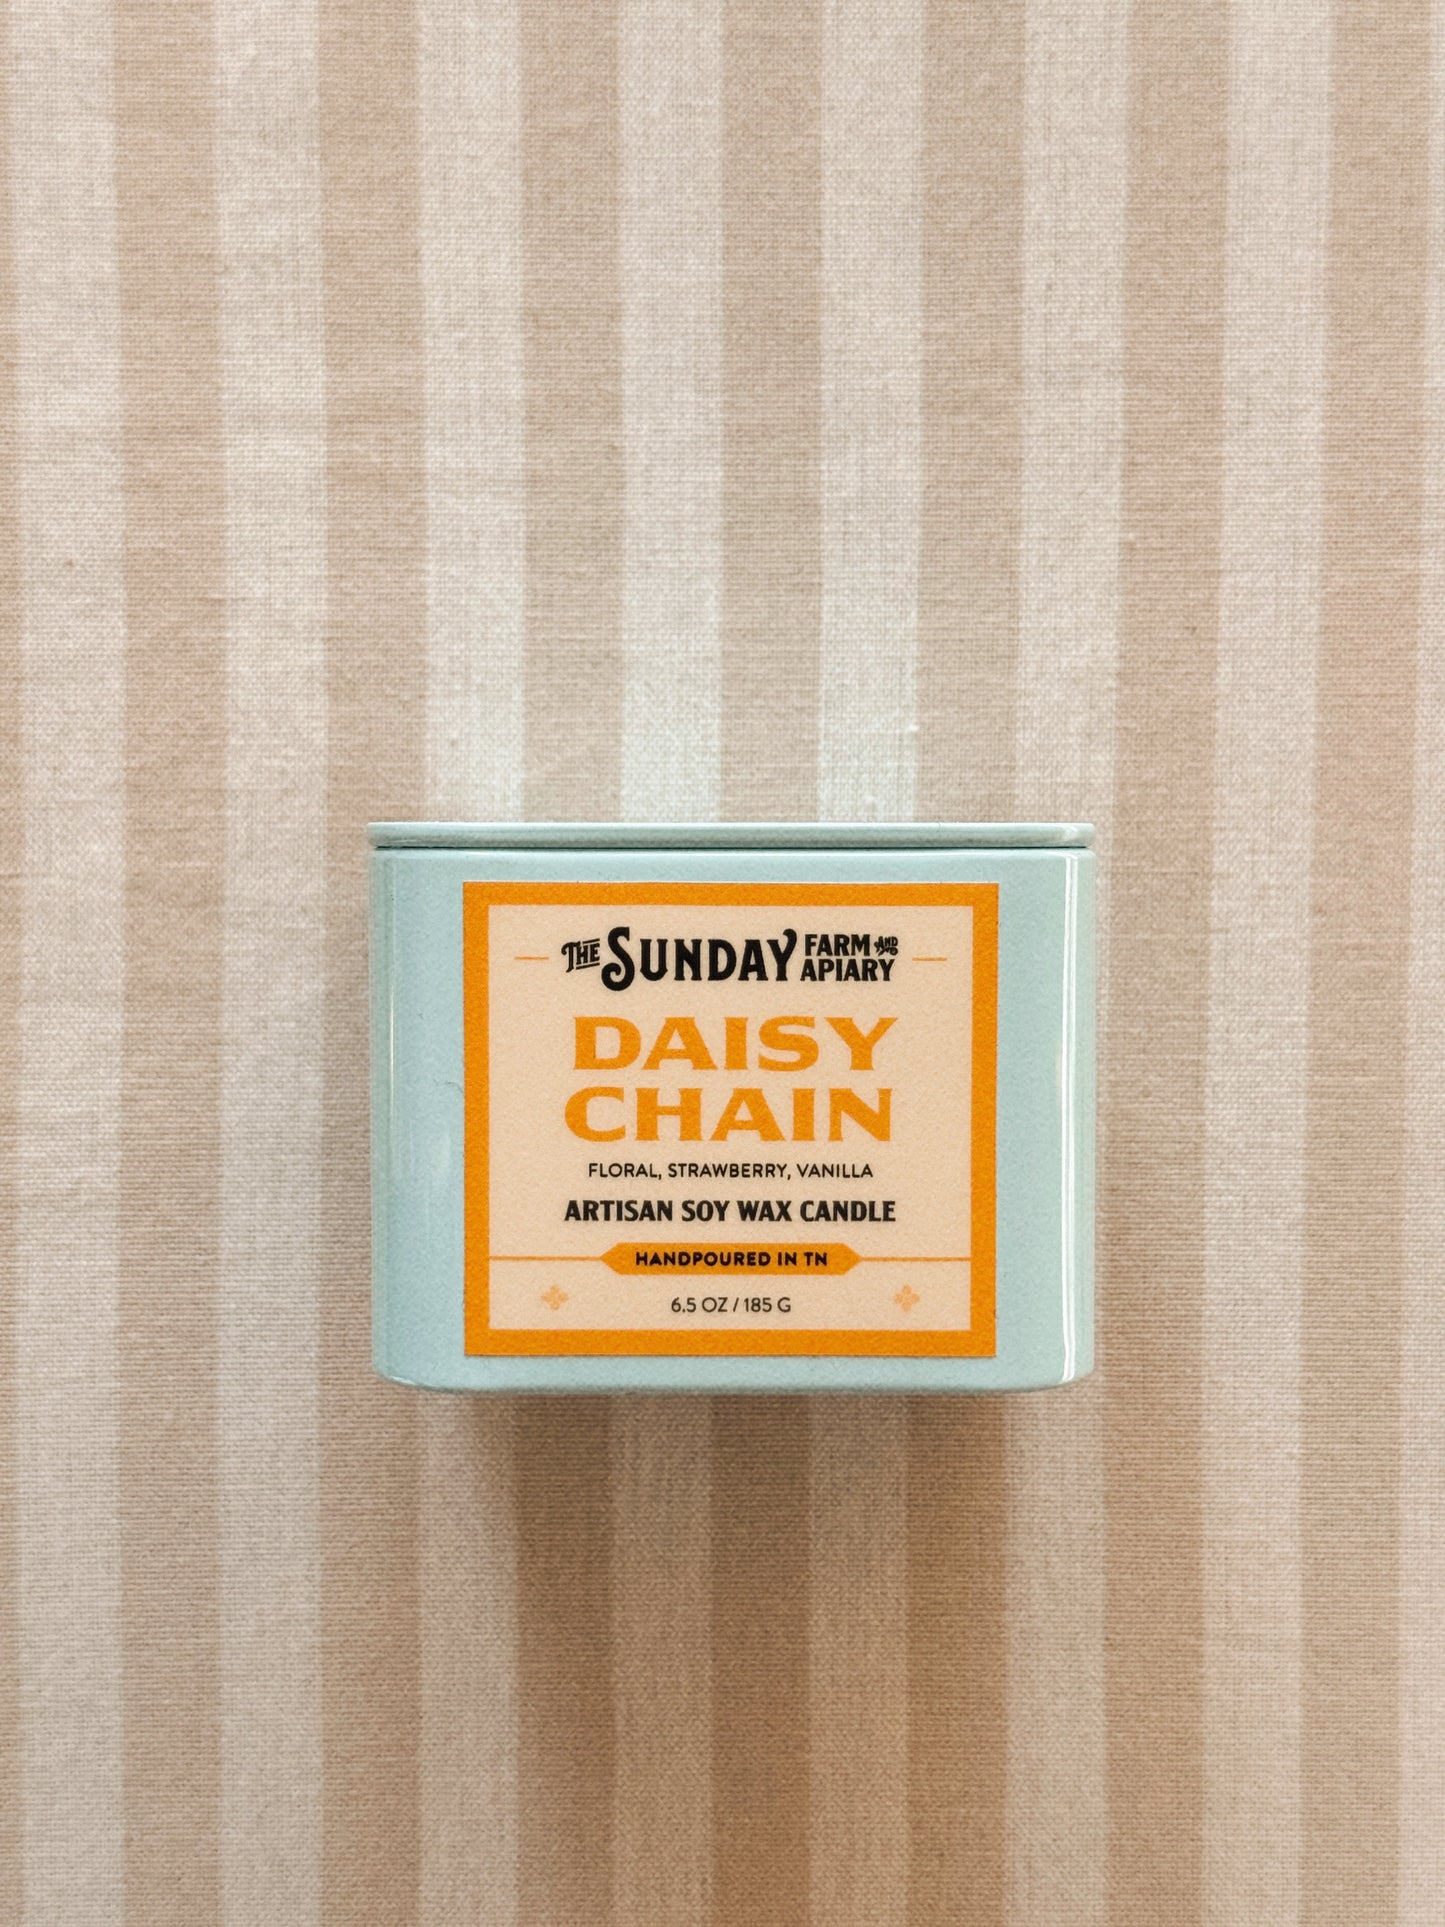 THE SUNDAY FARM AND APIARY
DAISY
CHAIN
FLORAL, STRAWBERRY, VANILLA
ARTISAN SOY WAX CANDLE
HANDPOURED IN TN
6.5 OZ / 185 G